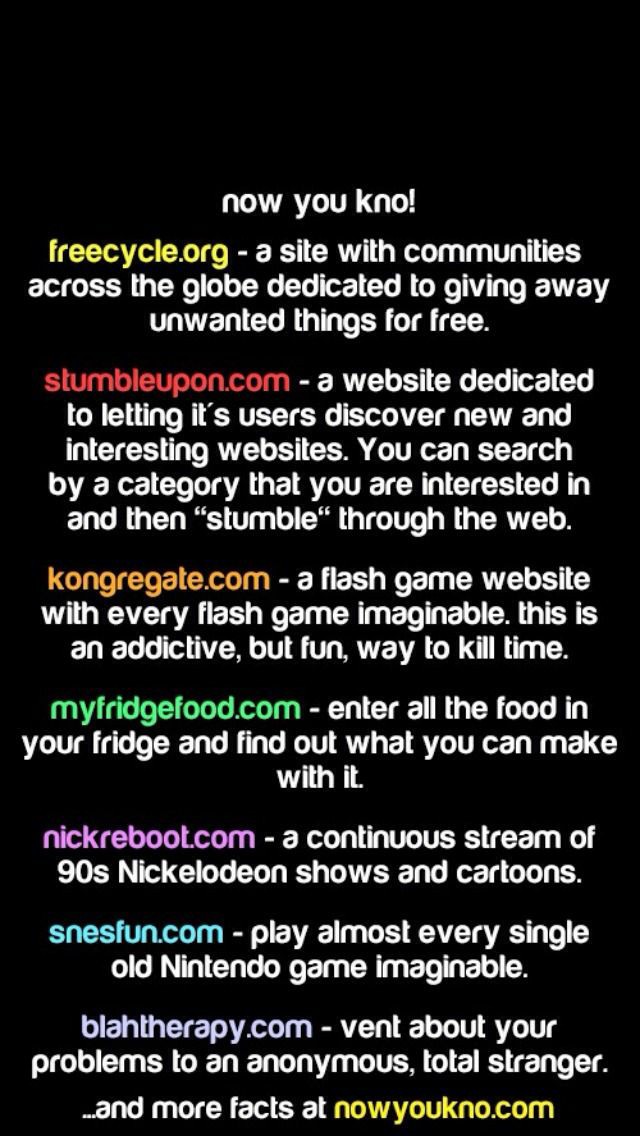 now you kno!
freecycle.org - a site with communities
across the globe dedicated to giving away
unwanted things for free.
stumbleupon.com - a website dedicated
to letting it´s users discover new and
interesting websites. You can search
by a category that you are interested in
and then “stumble“ through the web.
kongregate.com - a flash game website
with every flash game imaginable. this is
an addictive, but fun, way to kill time.
myfridgefood.com - enter all the food in
your fridge and find out what you can make
with it.
nickreboot.com - a continuous stream of
90s Nickelodeon shows and cartoons.
snesfun.com - play almost every single
old Nintendo game imaginable.
blahtherapy.com - vent about your
problems to an anonymous, total stranger.
...and more facts at nowyoukno.com